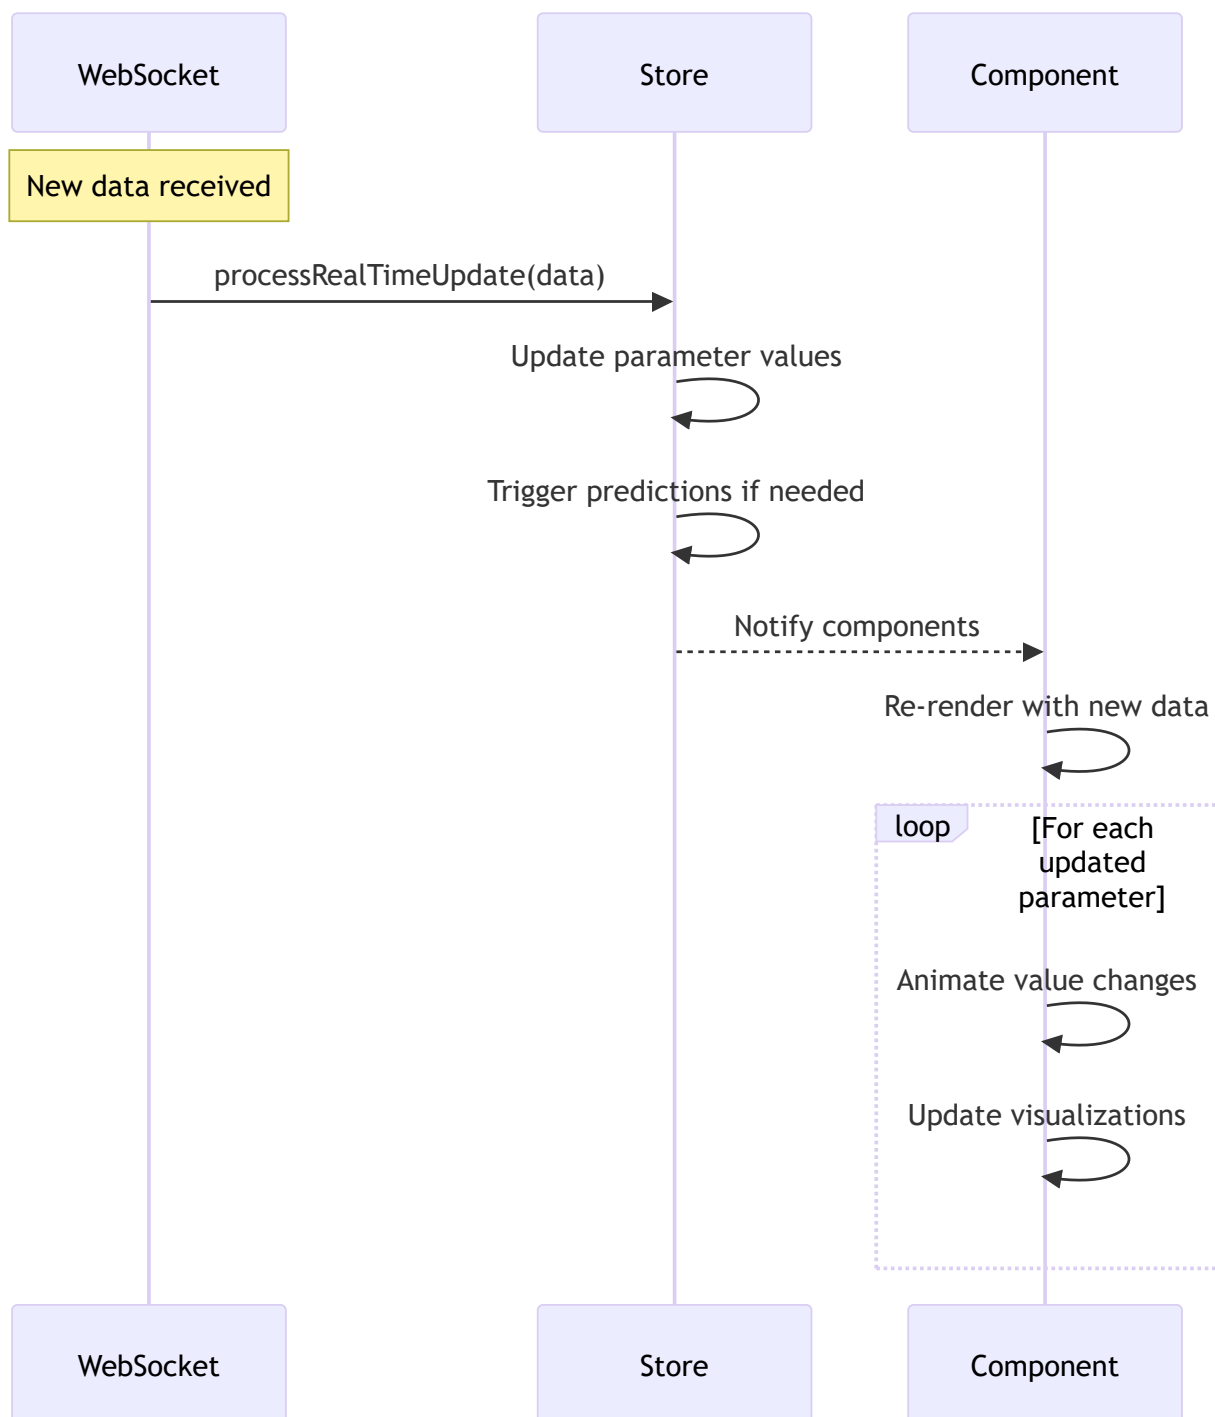 WebSocket
Store
Component
New data received
processRealTimeUpdate(data)
Update parameter values
Trigger predictions if needed
Notify components
Re-render with new data
loop
[For each
updated
parameter]
Animate value changes
Update visualizations
WebSocket
Store
Component